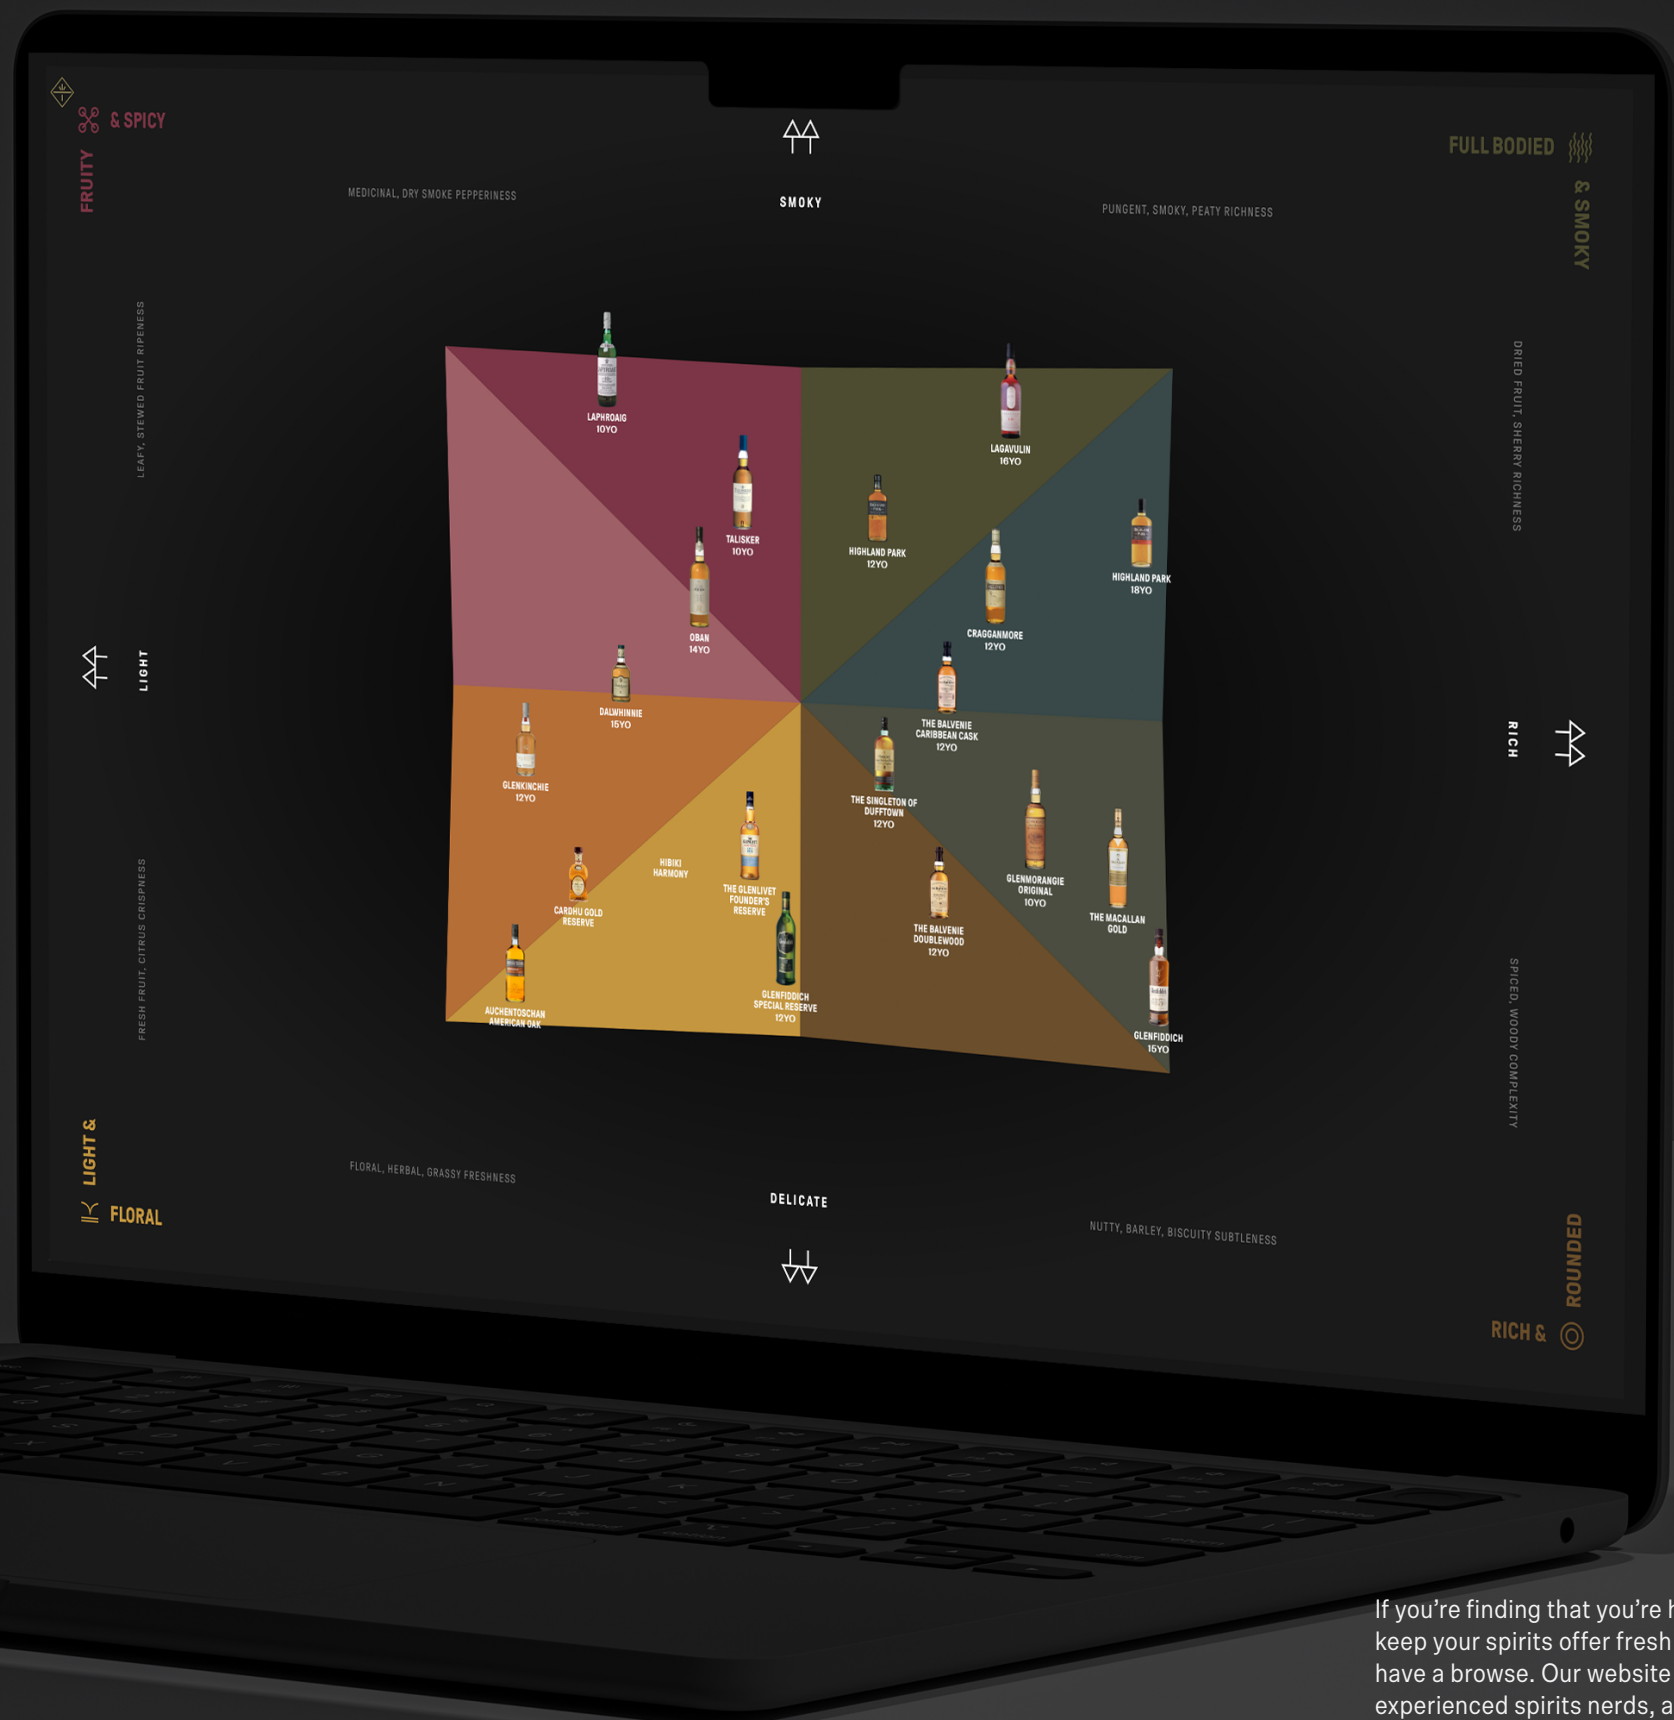 & SPICY
FRUITY
FULL BODIED
& SMOKY
MEDICINAL, DRY SMOKE PEPPERINESS
SMOKY
PUNGENT, SMOKY, PEATY RICHNESS
LEAFY, STEWED FRUIT RIPENESS
DRIED FRUIT, SHERRY RICHNESS
LAPHROAIG
10YO
LAGAVULIN
16YO
TALISKER
10YO
HIGHLAND PARK
12YO
HIGHLAND PARK
18YO
OBAN
14YO
CRAGGANMORE
12YO
LIGHT
DALWHINNIE
15YO
THE BALVENIE
CARIBBEAN CASK
12YO
RICH
GLENKINCHIE
12YO
THE SINGLETON OF
DUFFTOWN
12YO
HIBIKI
HARMONY
THE GLENLIVET
FOUNDER'S
RESERVE
GLENMORANGIE
ORIGINAL
10YO
CARDHU GOLD
RESERVE
THE MACALLAN
GOLD
THE BALVENIE
DOUBLEWOOD
12YO
FRESH FRUIT, CITRUS CRISPNESS
SPICED, WOODY COMPLEXITY
GLENFIDDICH
SPECIAL RESERVE
12YO
AUCHENTOSCHAN
AMERICAN OAK
GLENFIDDICH
15YO
LIGHT &
FLORAL
FLORAL, HERBAL, GRASSY FRESHNESS
DELICATE
NUTTY, BARLEY, BISCUITY SUBTLENESS
ROUNDED
RICH &
command
option
return
shift
delete
If you're finding that you're h
keep your spirits offer fresh
have a browse. Our website
experienced spirits nerds, a